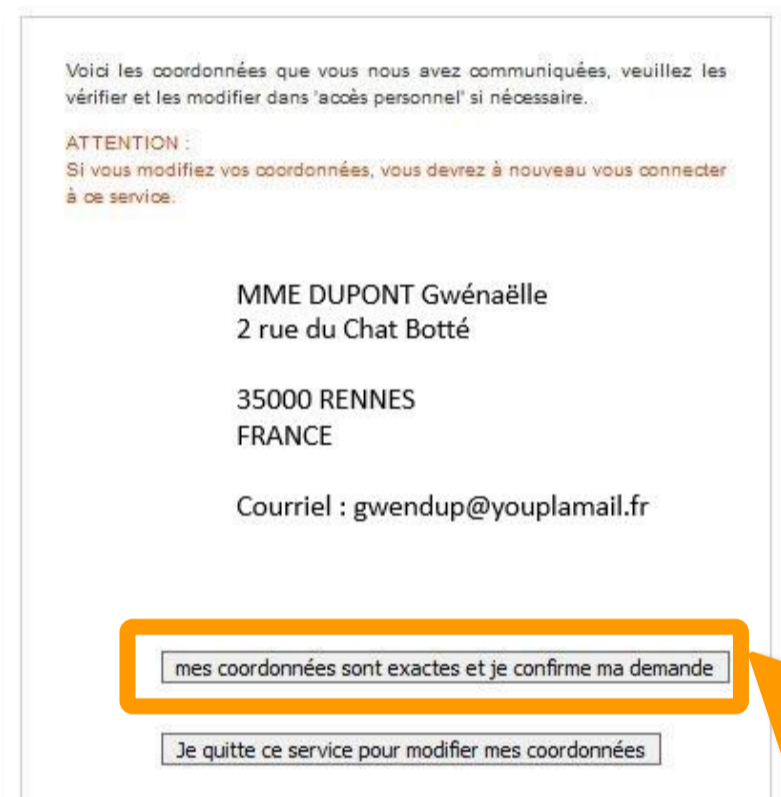 Voici les coordonnées que vous nous avez communiquées, veuillez les
vérifier et les modifier dans 'accès personnel' si nécessaire.
ATTENTION :
Si vous modifiez vos coordonnées, vous devrez à nouveau vous connecter
à ce service.
MME DUPONT Gwénaëlle
2 rue du Chat Botté
35000 RENNES
FRANCE
Courriel : gwendup@youplamail.fr
mes coordonnées sont exactes et je confirme ma demande
Je quitte ce service pour modifier mes coordonnées